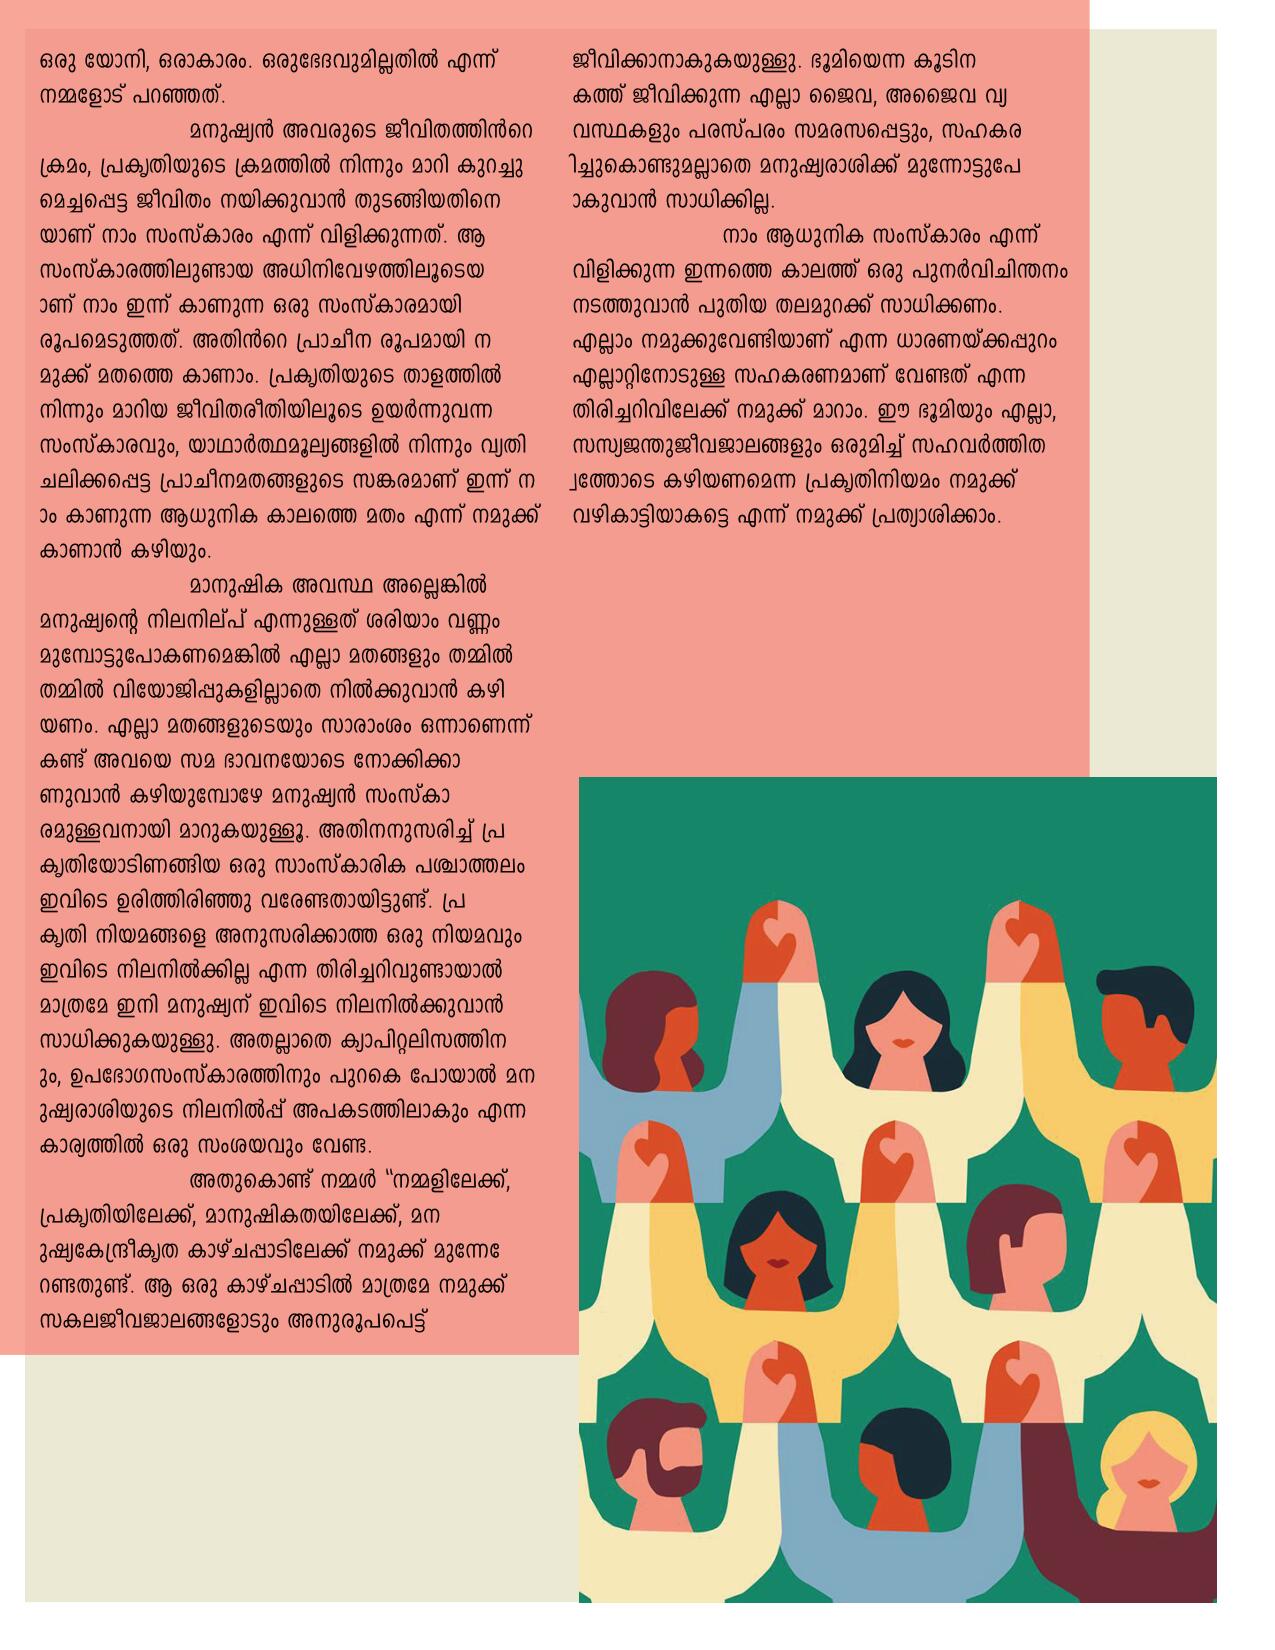 ഒരു യോനി, ഒരാകാരം. ഒരുഭേദവുമില്ലതിൽ എന്ന്
നമ്മളോട് പറഞ്ഞത്.
മനുഷ്യൻ അവരുടെ ജീവിതത്തിൻറെ
ക്രമം, പ്രകൃതിയുടെ ക്രമത്തിൽ നിന്നും മാറി കുറച്ചു
മെച്ചപ്പെട്ട ജീവിതം നയിക്കുവാൻ തുടങ്ങിയതിനെ
യാണ് നാം സംസ്കാരം എന്ന് വിളിക്കുന്നത്. ആ
സംസ്കാരത്തിലുണ്ടായ അധിനിവേഴത്തിലൂടെയ
ാണ് നാം ഇന്ന് കാണുന്ന ഒരു സംസ്കാരമായി
രൂപമെടുത്തത്. അതിൻറെ പ്രാചീന രൂപമായി ന
മുക്ക് മതത്തെ കാണാം. പ്രകൃതിയുടെ താളത്തിൽ
നിന്നും മാറിയ ജീവിതരീതിയിലൂടെ ഉയർന്നുവന്ന
സംസ്കാരവും, യാഥാർത്ഥമൂല്യങ്ങളിൽ നിന്നും വ്യതി
ചലിക്കപ്പെട്ട പ്രാചീനമതങ്ങളുടെ സങ്കരമാണ് ഇന്ന് ന
ാം കാണുന്ന ആധുനിക കാലത്തെ മതം എന്ന് നമുക്ക്
കാണാൻ കഴിയും.
മാനുഷിക അവസ്ഥ അല്ലെങ്കിൽ
മനുഷ്യന്റെ നിലനില്പ് എന്നുള്ളത് ശരിയാം വണ്ണം
മുമ്പോട്ടുപോകണമെങ്കിൽ എല്ലാ മതങ്ങളും തമ്മിൽ
തമ്മിൽ വിയോജിപ്പുകളില്ലാതെ നിൽക്കുവാൻ കഴി
യണം. എല്ലാ മതങ്ങളുടെയും സാരാംശം ഒന്നാണെന്ന്
കണ്ട് അവയെ സമ ഭാവനയോടെ നോക്കിക്കാ
ണുവാൻ കഴിയുമ്പോഴേ മനുഷ്യൻ സംസ്കാ
രമുള്ളവനായി മാറുകയുള്ളൂ. അതിനനുസരിച്ച് പ്ര
കൃതിയോടിണങ്ങിയ ഒരു സാംസ്കാരിക പശ്ചാത്തലം
ഇവിടെ ഉരിത്തിരിഞ്ഞു വരേണ്ടതായിട്ടുണ്ട്. പ്ര
കൃതി നിയമങ്ങളെ അനുസരിക്കാത്ത ഒരു നിയമവും
ഇവിടെ നിലനിൽക്കില്ല എന്ന തിരിച്ചറിവുണ്ടായാൽ
മാത്രമേ ഇനി മനുഷ്യന് ഇവിടെ നിലനിൽക്കുവാൻ
സാധിക്കുകയുള്ളു. അതല്ലാതെ ക്യാപിറ്റലിസത്തിന
ും, ഉപഭോഗസംസ്കാരത്തിനും പുറകെ പോയാൽ മന
ുഷ്യരാശിയുടെ നിലനിൽപ്പ് അപകടത്തിലാകും എന്ന
കാര്യത്തിൽ ഒരു സംശയവും വേണ്ട.
അതുകൊണ്ട് നമ്മൾ “നമ്മളിലേക്ക്,
പ്രകൃതിയിലേക്ക്, മാനുഷികതയിലേക്ക്, മന
ുഷ്യകേന്ദ്രീകൃത കാഴ്ചപ്പാടിലേക്ക് നമുക്ക് മുന്നേറേ
റണ്ടതുണ്ട്. ആ ഒരു കാഴ്ചപ്പാടിൽ മാത്രമേ നമുക്ക്
സകലജീവജാലങ്ങളോടും അനുരൂപപെട്ട്
ജീവിക്കാനാകുകയുള്ളു. ഭൂമിയെന്ന കൂടിന
കത്ത് ജീവിക്കുന്ന എല്ലാ ജൈവ, അജൈവ വ്യ
വസ്ഥകളും പരസ്പരം സമരസപ്പെട്ടും, സഹകര
ിച്ചുകൊണ്ടുമല്ലാതെ മനുഷ്യരാശിക്ക് മുന്നോട്ടുപേ
ാകുവാൻ സാധിക്കില്ല.
നാം ആധുനിക സംസ്കാരം എന്ന്
വിളിക്കുന്ന ഇന്നത്തെ കാലത്ത് ഒരു പുനർവിചിന്തനം
നടത്തുവാൻ പുതിയ തലമുറക്ക് സാധിക്കണം.
എല്ലാം നമുക്കുവേണ്ടിയാണ് എന്ന ധാരണയ്ക്കപ്പുറം
എല്ലാറ്റിനോടുള്ള സഹകരണമാണ് വേണ്ടത് എന്ന
തിരിച്ചറിവിലേക്ക് നമുക്ക് മാറാം. ഈ ഭൂമിയും എല്ലാ,
സസ്യജന്തുജീവജാലങ്ങളും ഒരുമിച്ച് സഹവർത്തിത
്വത്തോടെ കഴിയണമെന്ന പ്രകൃതിനിയമം നമുക്ക്
വഴികാട്ടിയാകട്ടെ എന്ന് നമുക്ക് പ്രത്യാശിക്കാം.